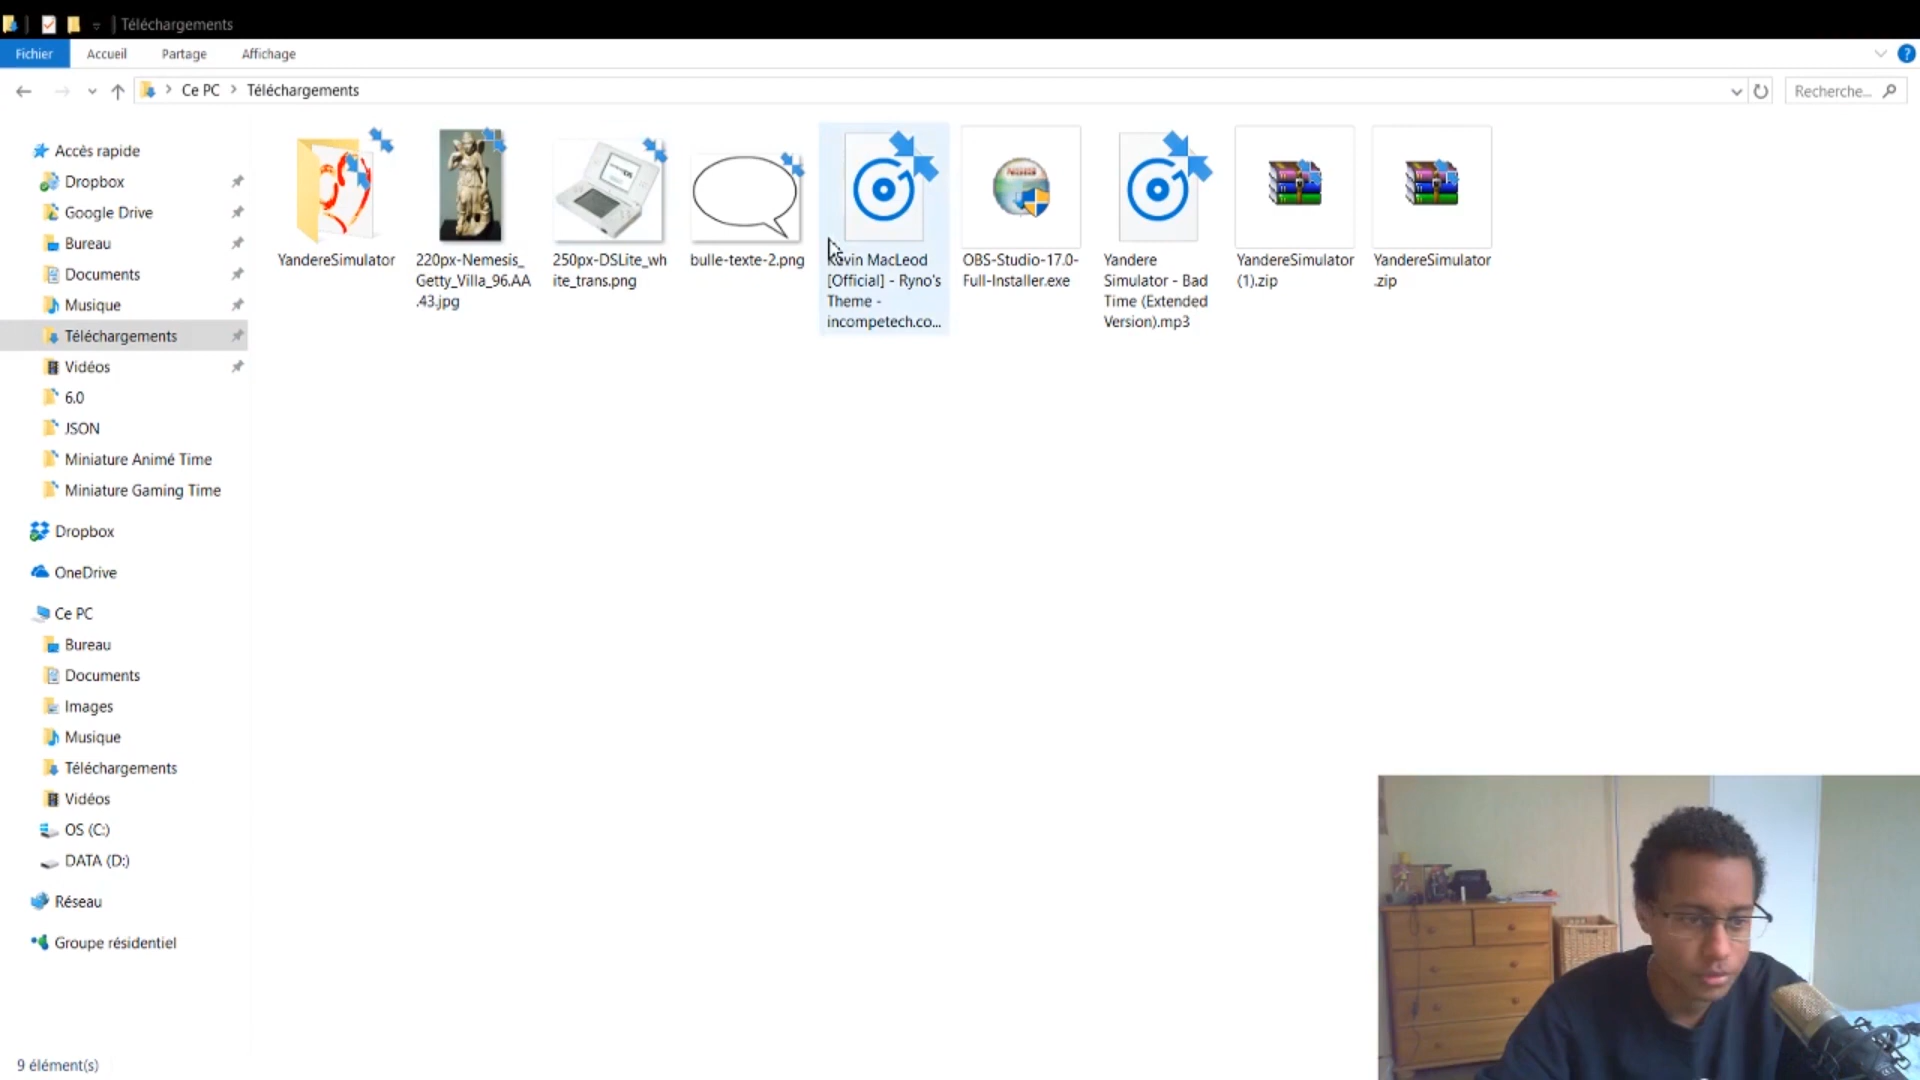 Téléchargements
Fichier
Accueil
Partage
Affichage
?
Ce PC > Téléchargements
Recherche...
Accès rapide
Dropbox
Google Drive
Bureau
Documents
Musique
Téléchargements
Vidéos
6.0
JSON
Miniature Animé Time
Miniature Gaming Time
Dropbox
OneDrive
Ce PC
Bureau
Documents
Images
Musique
Téléchargements
Vidéos
OS (C:)
DATA (D:)
Réseau
Groupe résidentiel
YandereSimulator
220px-Nemesis_
Getty_Villa_96.AA
.43.jpg
250px-DSLite_wh
ite_trans.png
bulle-texte-2.png
Kevin MacLeod
[Official] - Ryno's
Theme -
incompetech.co...
OBS-Studio-17.0-
Full-Installer.exe
Yandere
Simulator - Bad
Time (Extended
Version).mp3
YandereSimulator
(1).zip
YandereSimulator
.zip
9 élément(s)